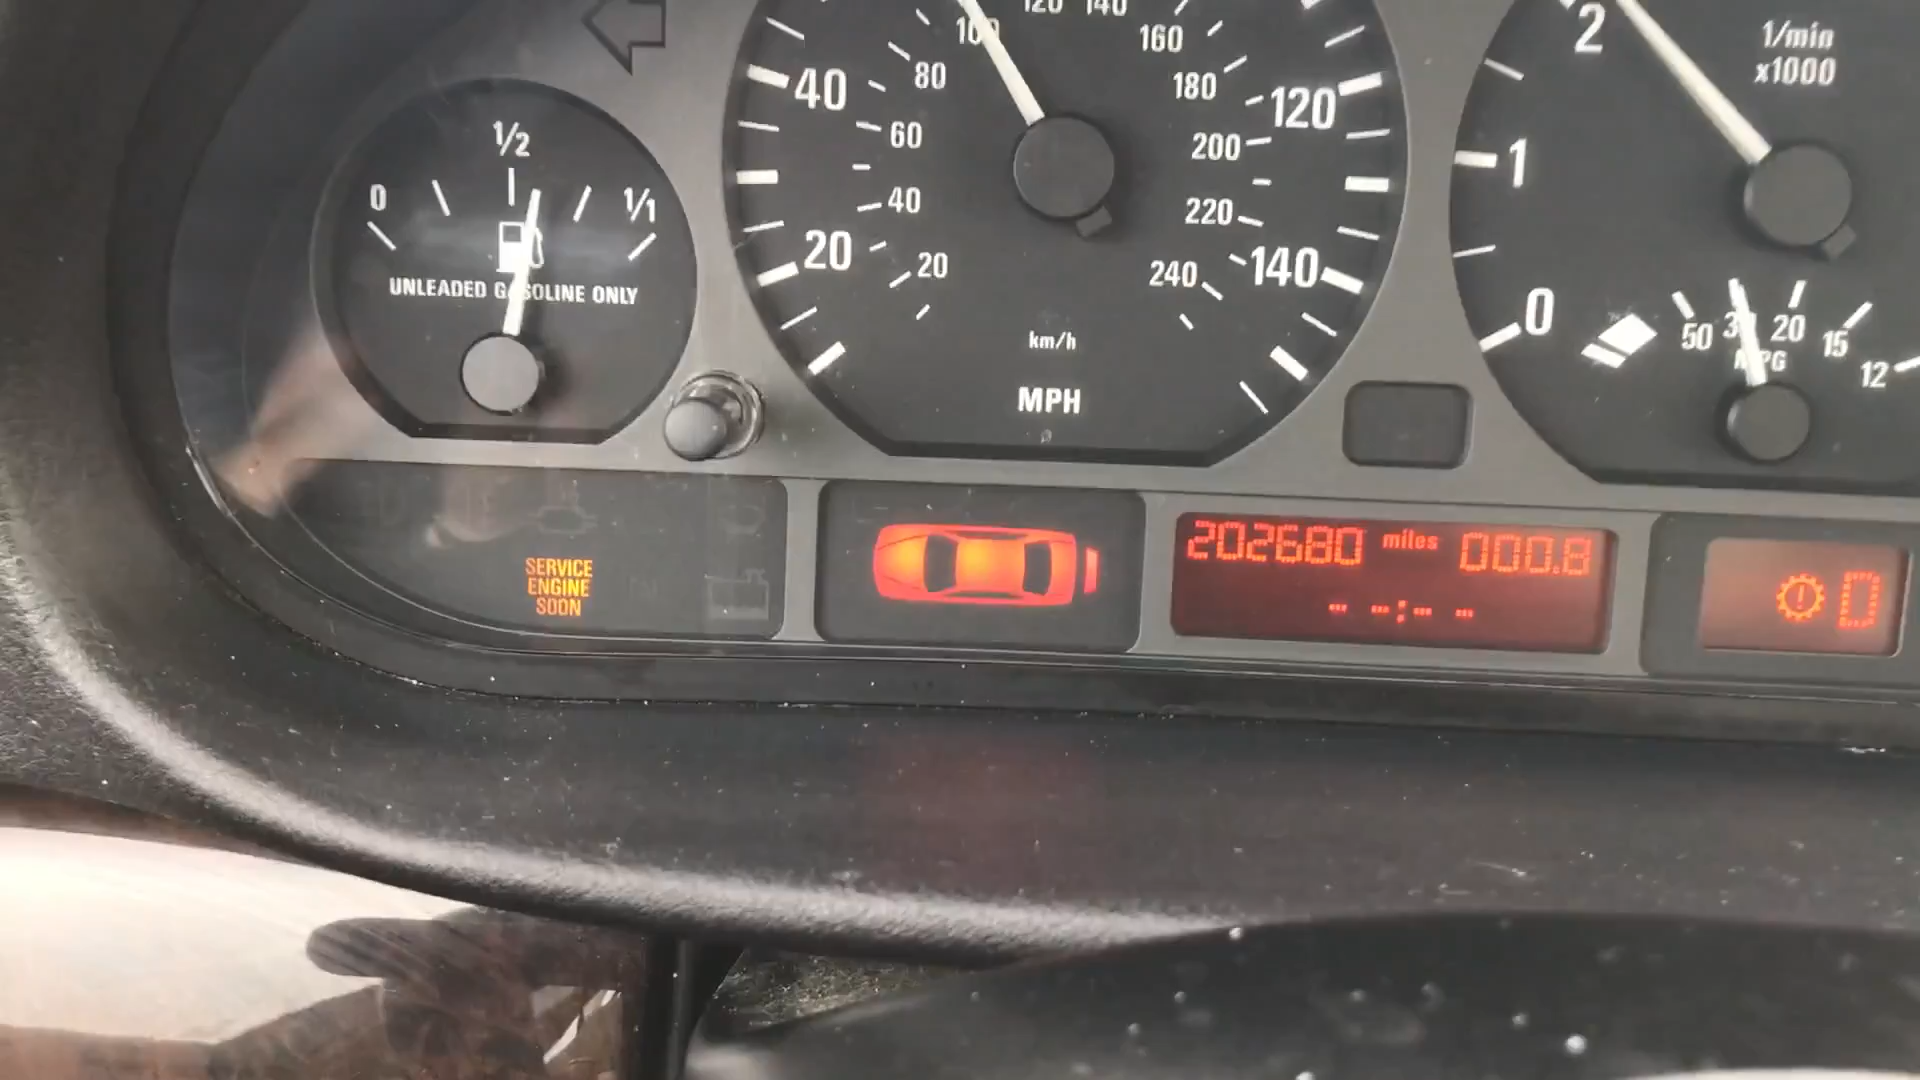 0 1/2 1/1
UNLEADED GASOLINE ONLY
20 40 120 140
20 40 60 80 100 120 140 160 180 200 220 240
km/h
MPH
0 1 2
1/min
x1000
50 30 20 15 12
MPG
SERVICE
ENGINE
SOON
202680 miles 000.8